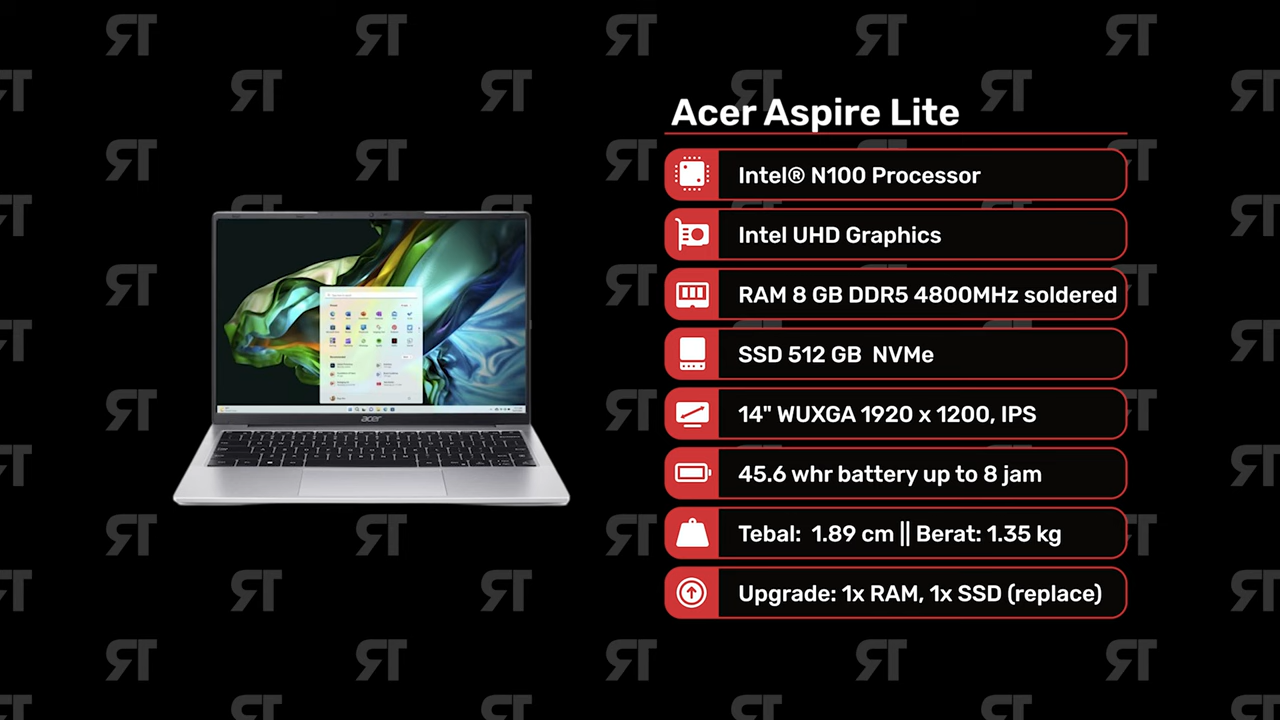 Acer Aspire Lite
Intel® N100 Processor
Intel UHD Graphics
RAM 8 GB DDR5 4800MHz soldered
SSD 512 GB NVMe
14" WUXGA 1920 x 1200, IPS
45.6 whr battery up to 8 jam
Tebal: 1.89 cm || Berat: 1.35 kg
Upgrade: 1x RAM, 1x SSD (replace)
acer